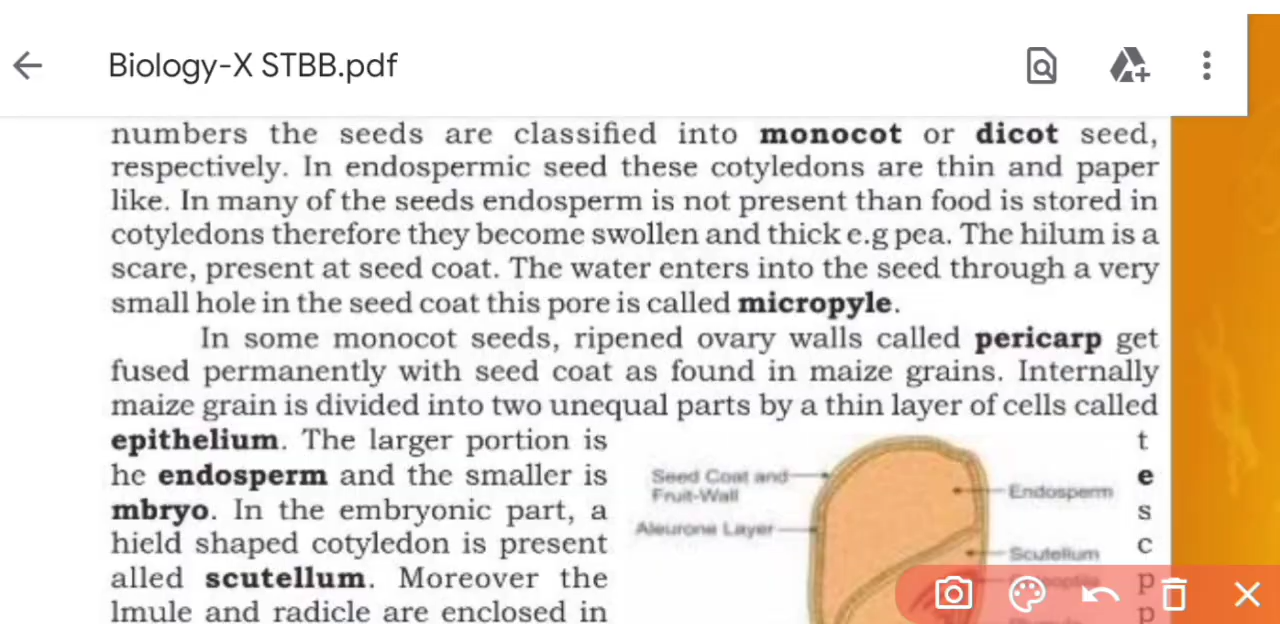 Biology-X STBB.pdf
numbers the seeds are classified into monocot or dicot seed,
respectively. In endospermic seed these cotyledons are thin and paper
like. In many of the seeds endosperm is not present than food is stored in
cotyledons therefore they become swollen and thick e.g pea. The hilum is a
scare, present at seed coat. The water enters into the seed through a very
small hole in the seed coat this pore is called micropyle.
In some monocot seeds, ripened ovary walls called pericarp get
fused permanently with seed coat as found in maize grains. Internally
maize grain is divided into two unequal parts by a thin layer of cells called
epithelium. The larger portion is t
he endosperm and the smaller is e
mbryo. In the embryonic part, a s
hield shaped cotyledon is present c
alled scutellum. Moreover the p
lmule and radicle are enclosed in p
Seed Coat and
Fruit-Wall
Aleurone Layer
Endosperm
Scutellum